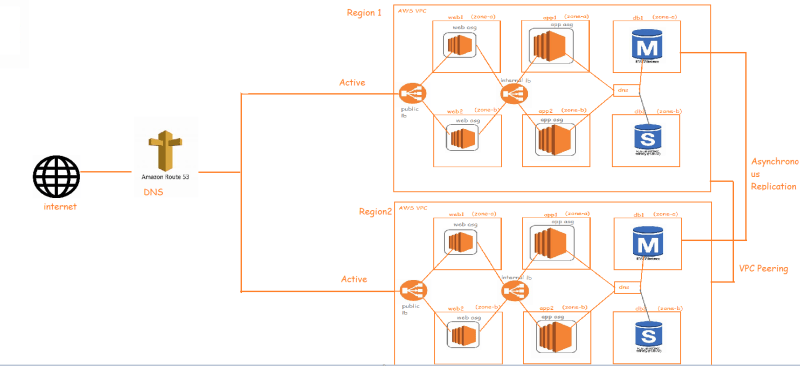 Region 1
AWS VPC
web1 (zone-a)
web asg
app1 (zone-a)
app asg
db1 (zone-a)
M
Active
public
lb
internal lb
dns
web2 (zone-b)
web asg
app2 (zone-b)
app asg
(zone-b)
S
internet
Amazon Route 53
DNS
Asynchrono
us
Replication
Region2
AWS VPC
web1 (zone-a)
web asg
app1 (zone-a)
app asg
db1 (zone-a)
M
Active
public
lb
internal lb
dns
VPC Peering
web2 (zone-b)
web asg
app2 (zone-b)
app asg
(zone-b)
S